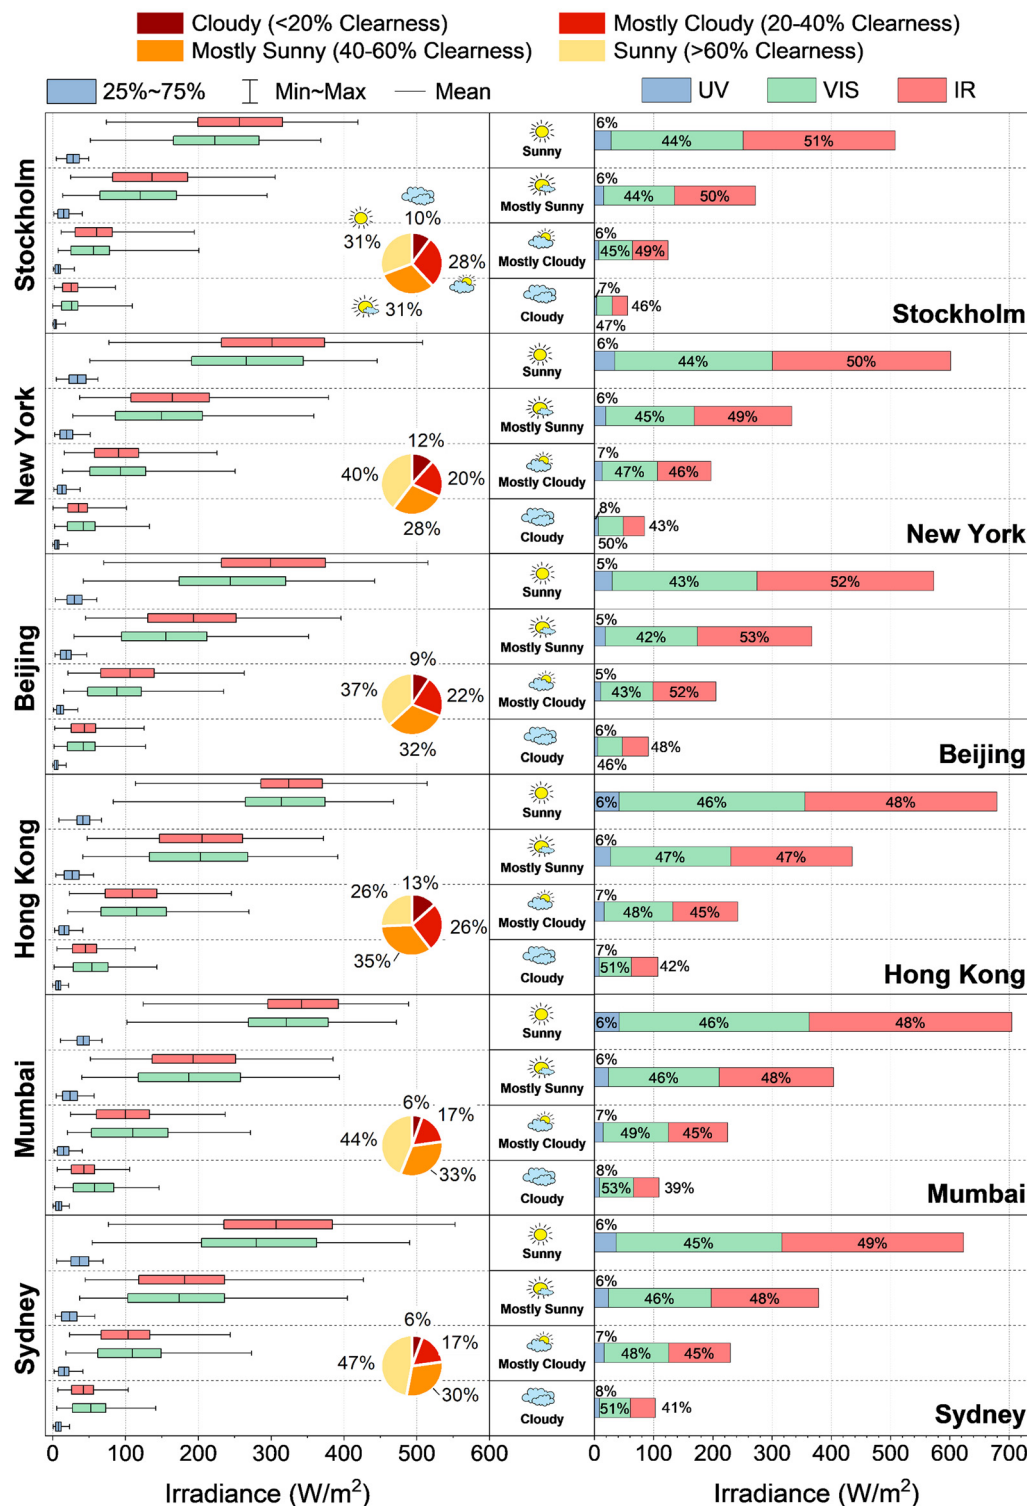 Cloudy (<20% Clearness)
Mostly Cloudy (20-40% Clearness)
Mostly Sunny (40-60% Clearness)
Sunny (>60% Clearness)
25%~75%
Min~Max
Mean
UV
VIS
IR
Stockholm
10%
28%
31%
31%
Sunny
6%
44%
51%
Mostly Sunny
6%
44%
50%
Mostly Cloudy
6%
45%
49%
Cloudy
7%
47%
46%
Stockholm
New York
12%
20%
28%
40%
Sunny
6%
44%
50%
Mostly Sunny
6%
45%
49%
Mostly Cloudy
7%
47%
46%
Cloudy
8%
50%
43%
New York
Beijing
9%
22%
32%
37%
Sunny
5%
43%
52%
Mostly Sunny
5%
42%
53%
Mostly Cloudy
5%
43%
52%
Cloudy
6%
46%
48%
Beijing
Hong Kong
13%
26%
35%
26%
Sunny
6%
46%
48%
Mostly Sunny
6%
47%
47%
Mostly Cloudy
7%
48%
45%
Cloudy
7%
51%
42%
Hong Kong
Mumbai
6%
17%
33%
44%
Sunny
6%
46%
48%
Mostly Sunny
6%
46%
48%
Mostly Cloudy
7%
49%
45%
Cloudy
8%
53%
39%
Mumbai
Sydney
6%
17%
30%
47%
Sunny
6%
45%
49%
Mostly Sunny
6%
46%
48%
Mostly Cloudy
7%
48%
45%
Cloudy
8%
51%
41%
Sydney
0 100 200 300 400 500 600
0 100 200 300 400 500 600 700
Irradiance (W/m²)
Irradiance (W/m²)